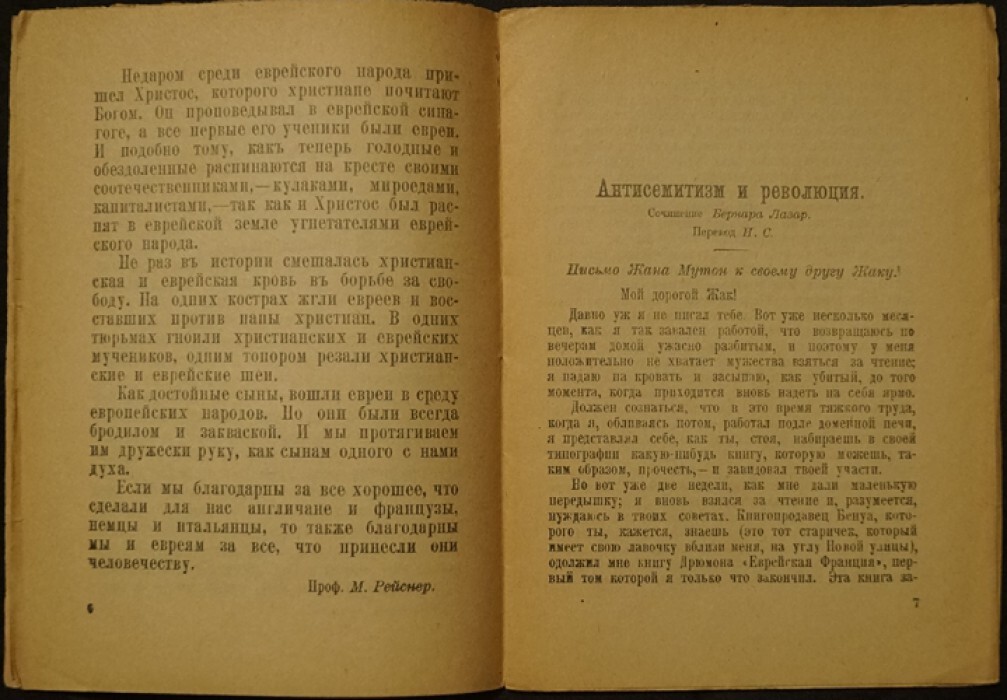 Недаром среди еврейского народа при-
шел Христос, которого христиане почитают
Богом. Он проповедывал в еврейской сина-
гоге, а все первые его ученики были евреи.
И подобно тому, какъ теперь голодные и
обездоленные распинаются на кресте своими
соотечественниками,—кулаками, мироедами,
капиталистами,—так как и Христос был рас-
пят в еврейской земле угнетателями еврей-
ского народа.
Не раз въ истории смешалась христиан-
ская и еврейская кровь въ борьбе за сво-
боду. На одних кострах жгли евреев и вос-
ставших против папы христиан. В одних
тюрьмах гноили христианских и еврейских
мучеников, одним топором резали христиан-
ские и еврейские шеи.
Как достойные сыны, вошли евреи в среду
европейских народов. Но они были всегда
бродилом и закваской. И мы протягиваем
им дружески руку, как сынам одного с нами
духа.
Если мы благодарны за все хорошее, что
сделали для нас англичане и французы,
немцы и итальянцы, то также благодарны
мы и евреям за все, что принесли они
человечеству.
Проф. М. Рейснер.
6
Антисемитизм и революция.
Сочинение Бернара Лазар.
Перевод Н. С.
Письмо Жана Мутон к своему другу Жаку.
Мой дорогой Жак!
Давно уж я не писал тебе. Вот уже несколько меся-
цев, как я так завален работой, что возвращаюсь по
вечерам домой ужасно разбитым, и поэтому у меня
положительно не хватает мужества взяться за чтение;
я падаю на кровать и засыпаю, как убитый, до того
момента, когда приходится вновь надеть на себя ярмо.
Должен сознаться, что в это время тяжкого труда,
когда я, обливаясь потом, работал подле доменной печи,
я представлял себе, как ты, стоя, набираешь в своей
типографии какую-нибудь книгу, которую можешь, та-
ким образом, прочесть,—и завидовал твоей участи.
Но вот уже две недели, как мне дали маленькую
передышку; я вновь взялся за чтение и, разумеется,
нуждаюсь в твоих советах. Книгопродавец Бенуа, кото-
рого ты, кажется, знаешь (это тот старичек, который
имеет свою лавочку вблизи меня, на углу Новой улицы),
одолжил мне книгу Дрюмона «Еврейская Франция», пер-
вый том которой я только что закончил. Эта книга за-
7